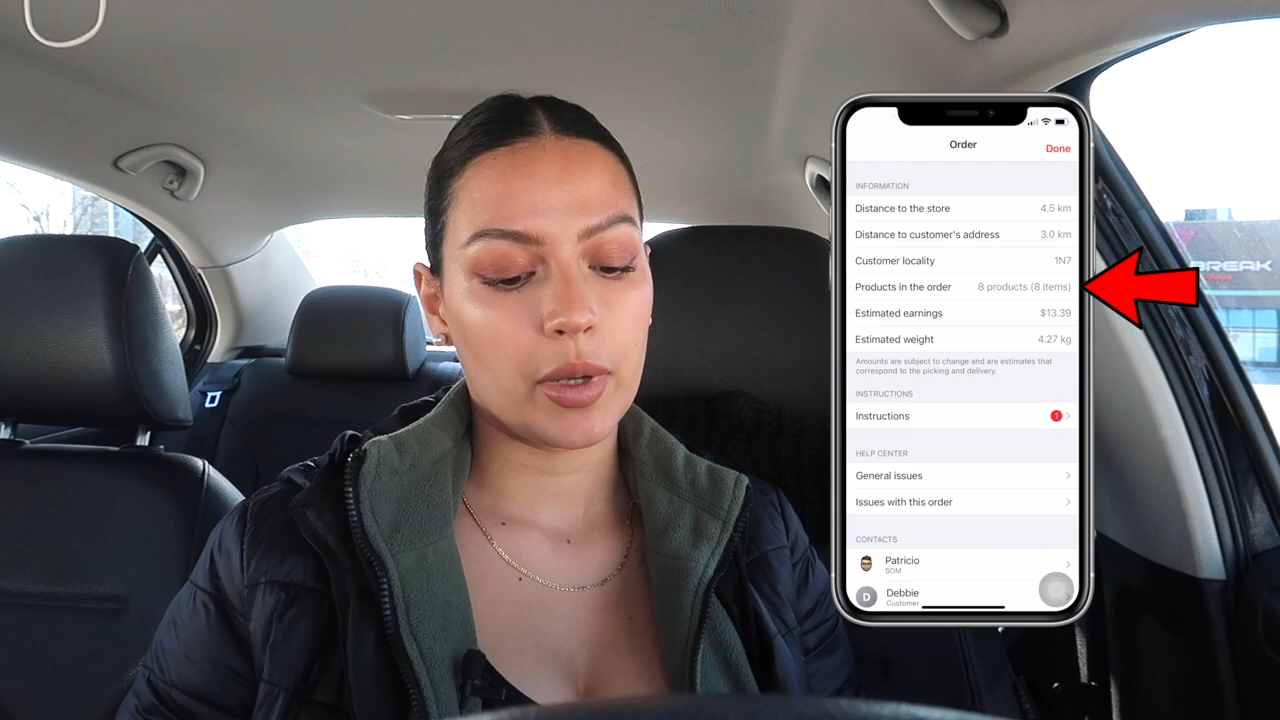 Order
Done
INFORMATION
Distance to the store 4.5 km
Distance to customer's address 3.0 km
Customer locality 1N7
Products in the order 8 products (8 items)
Estimated earnings $13.39
Estimated weight 4.27 kg
Amounts are subject to change and are estimates that
correspond to the picking and delivery.
INSTRUCTIONS
Instructions 1
HELP CENTER
General issues
Issues with this order
CONTACTS
Patricio
SOM
D Debbie
Customer
BREAK